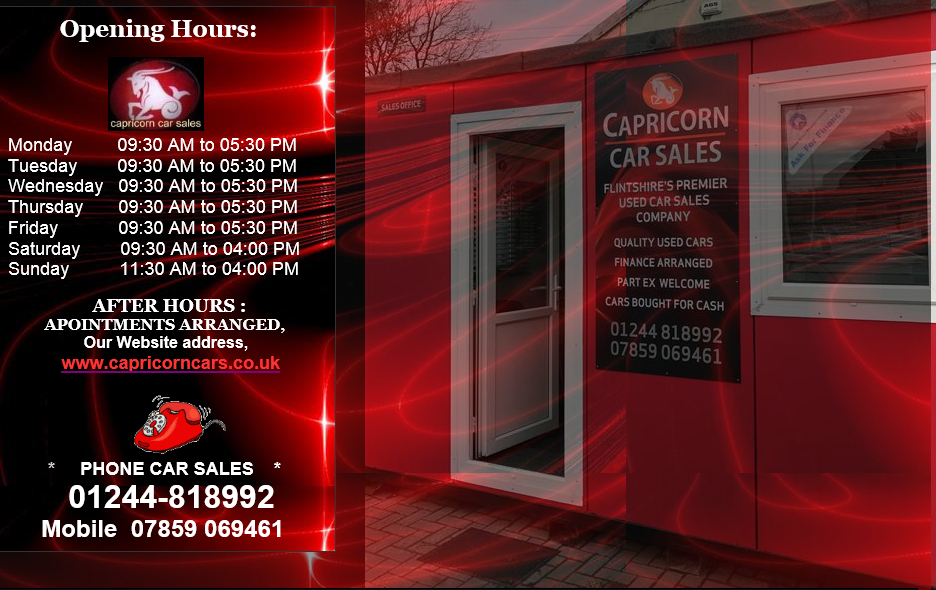 Opening Hours:
capricorn car sales
Monday 09:30 AM to 05:30 PM
Tuesday 09:30 AM to 05:30 PM
Wednesday 09:30 AM to 05:30 PM
Thursday 09:30 AM to 05:30 PM
Friday 09:30 AM to 05:30 PM
Saturday 09:30 AM to 04:00 PM
Sunday 11:30 AM to 04:00 PM
AFTER HOURS :
APOINTMENTS ARRANGED,
Our Website address,
www.capricorncars.co.uk
* PHONE CAR SALES *
01244-818992
Mobile 07859 069461
SALES OFFICE
CAPRICORN
CAR SALES
FLINTSHIRE'S PREMIER
USED CAR SALES
COMPANY
QUALITY USED CARS
FINANCE ARRANGED
PART EX WELCOME
CARS BOUGHT FOR CASH
01244 818992
07859 069461
Ask For Finance